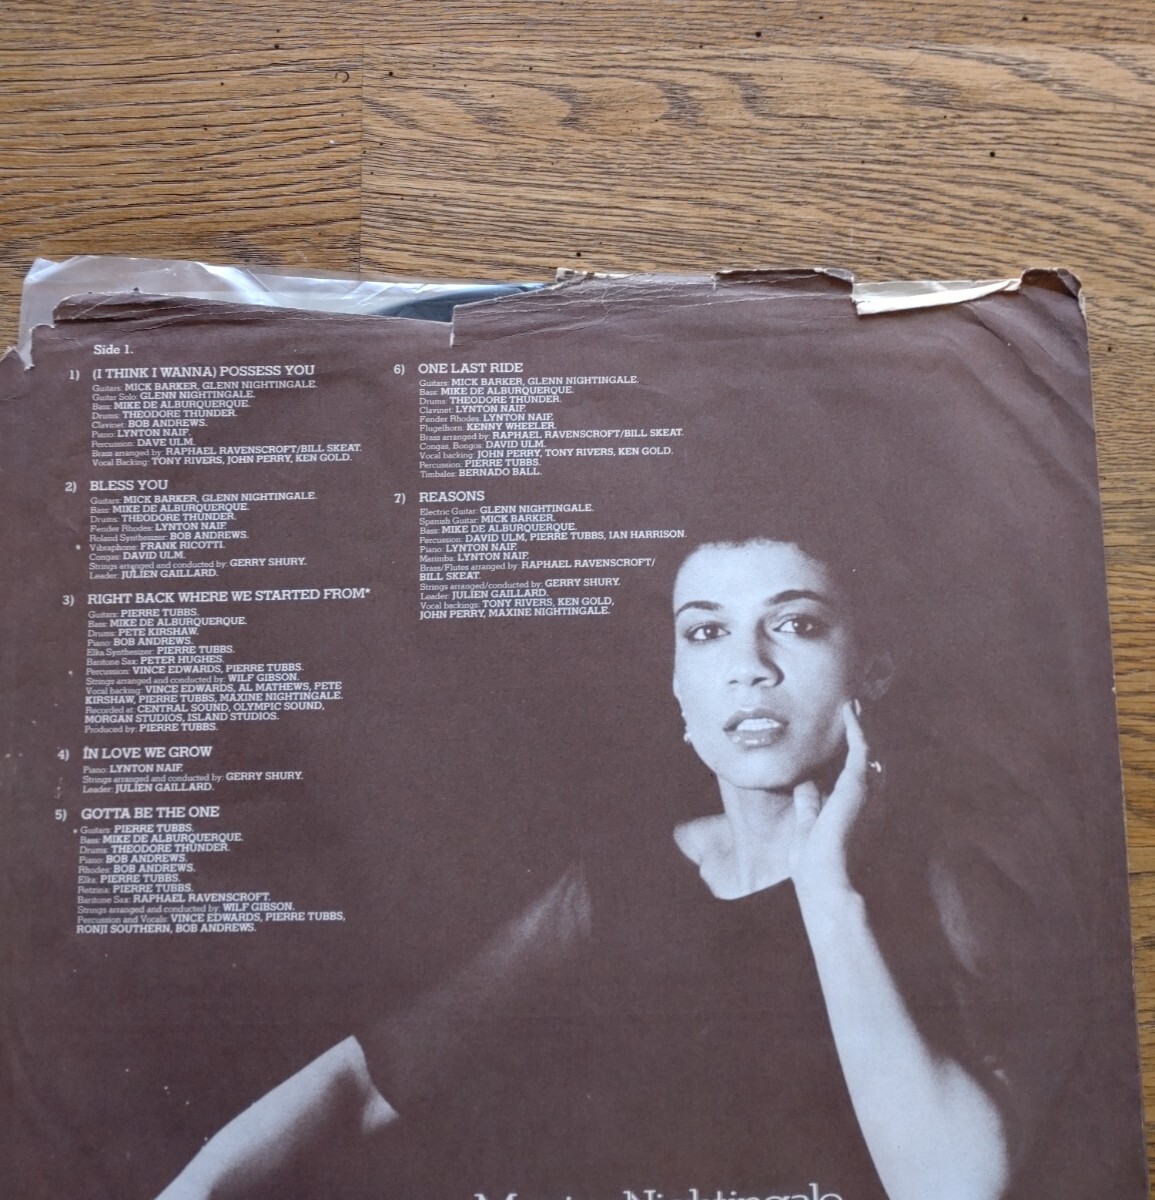 Side 1.
1) (I THINK I WANNA) POSSESS YOU
Guitars: MICK BARKER, GLENN NIGHTINGALE.
Guitar Solo: GLENN NIGHTINGALE.
Bass: MIKE DE ALBURQUERQUE.
Drums: THEODORE THUNDER.
Clavinet: BOB ANDREWS.
Piano: LYNTON NAIF.
Percussion: DAVE ULM.
Brass arranged by: RAPHAEL RAVENSCROFT/BILL SKEAT.
Vocal Backing: TONY RIVERS, JOHN PERRY, KEN GOLD.
2) BLESS YOU
Guitars: MICK BARKER, GLENN NIGHTINGALE.
Bass: MIKE DE ALBURQUERQUE.
Drums: THEODORE THUNDER.
Fender Rhodes: LYNTON NAIF.
Roland Synthesizer: BOB ANDREWS.
Vibraphone: FRANK RICOTTI.
Congas: DAVID ULM.
Strings arranged and conducted by: GERRY SHURY.
Leader: JULIEN GAILLARD.
3) RIGHT BACK WHERE WE STARTED FROM*
Guitars: PIERRE TUBBS.
Bass: MIKE DE ALBURQUERQUE.
Drums: PETE KIRSHAW.
Piano: BOB ANDREWS.
Elka Synthesizer: PIERRE TUBBS.
Baritone Sax: PETER HUGHES.
Percussion: VINCE EDWARDS, PIERRE TUBBS.
Strings arranged and conducted by: WILF GIBSON.
Vocal backing: VINCE EDWARDS, AL MATHEWS, PETE
KIRSHAW, PIERRE TUBBS, MAXINE NIGHTINGALE.
Recorded at: CENTRAL SOUND, OLYMPIC SOUND,
MORGAN STUDIOS, ISLAND STUDIOS.
Produced by: PIERRE TUBBS.
4) IN LOVE WE GROW
Piano: LYNTON NAIF.
Strings arranged and conducted by: GERRY SHURY.
Leader: JULIEN GAILLARD.
5) GOTTA BE THE ONE
Guitars: PIERRE TUBBS.
Bass: MIKE DE ALBURQUERQUE.
Drums: THEODORE THUNDER.
Piano: BOB ANDREWS.
Rhodes: BOB ANDREWS.
Elka: PIERRE TUBBS.
Retzina: PIERRE TUBBS.
Baritone Sax: RAPHAEL RAVENSCROFT.
Strings arranged and conducted by: WILF GIBSON.
Percussion and Vocals: VINCE EDWARDS, PIERRE TUBBS,
RONJI SOUTHERN, BOB ANDREWS.
6) ONE LAST RIDE
Guitars: MICK BARKER, GLENN NIGHTINGALE.
Bass: MIKE DE ALBURQUERQUE.
Drums: THEODORE THUNDER.
Clavinet: LYNTON NAIF.
Fender Rhodes: LYNTON NAIF.
Flugelhorn: KENNY WHEELER.
Brass arranged by: RAPHAEL RAVENSCROFT/BILL SKEAT.
Congas, Bongos: DAVID ULM.
Vocal backing: JOHN PERRY, TONY RIVERS, KEN GOLD.
Percussion: PIERRE TUBBS.
Timbales: BERNADO BALL.
7) REASONS
Electric Guitar: GLENN NIGHTINGALE.
Spanish Guitar: MICK BARKER.
Bass: MIKE DE ALBURQUERQUE.
Percussion: DAVID ULM, PIERRE TUBBS, IAN HARRISON.
Piano: LYNTON NAIF.
Marimba: LYNTON NAIF.
Brass/Flutes arranged by: RAPHAEL RAVENSCROFT/
BILL SKEAT.
Strings arranged/conducted by: GERRY SHURY.
Leader: JULIEN GAILLARD.
Vocal backings: TONY RIVERS, KEN GOLD,
JOHN PERRY, MAXINE NIGHTINGALE.
Nightingale